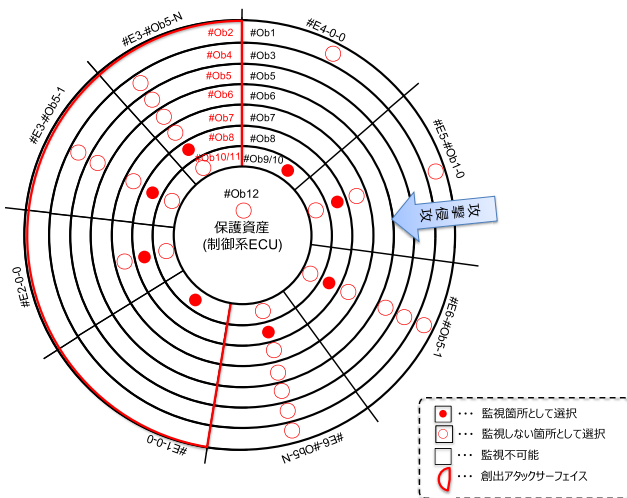 #E3-#Ob5-N
#E4-0-0
#Ob2
#Ob1
#Ob4
#Ob3
#Ob5
#Ob5
#Ob6
#Ob6
#Ob7
#Ob7
#Ob8
#Ob8
#Ob10/11
#Ob9/10
#E3-#Ob5-1
#E5-#Ob1-0
#Ob12
保護資産
(制御系ECU)
攻撃侵攻
#E2-0-0
#E6-#Ob5-1
#E1-0-0
#E6-#Ob5-N
・・・ 監視箇所として選択
・・・ 監視しない箇所として選択
・・・ 監視不可能
・・・ 創出アタックサーフェイス